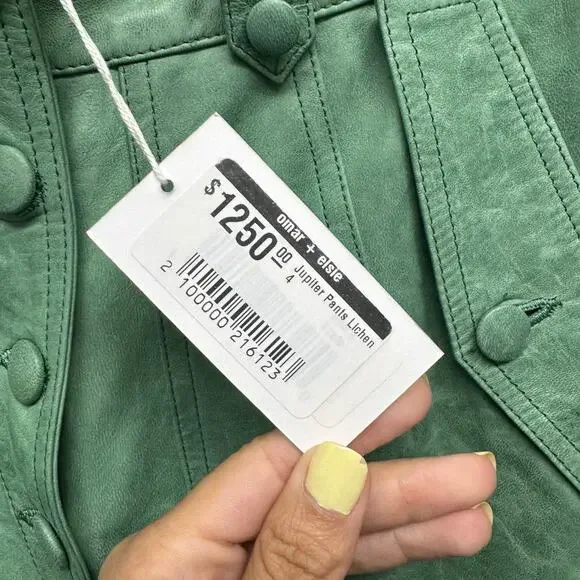 omar + elsie
$1250.00
Jupiter Pants Lichen
4
2 100000 216123